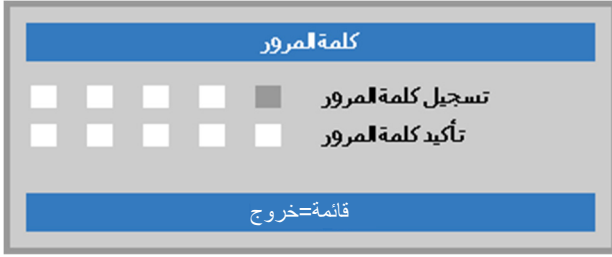 كلمة المرور
تسجيل كلمة المرور
تأكيد كلمة المرور
قائمة=خروج